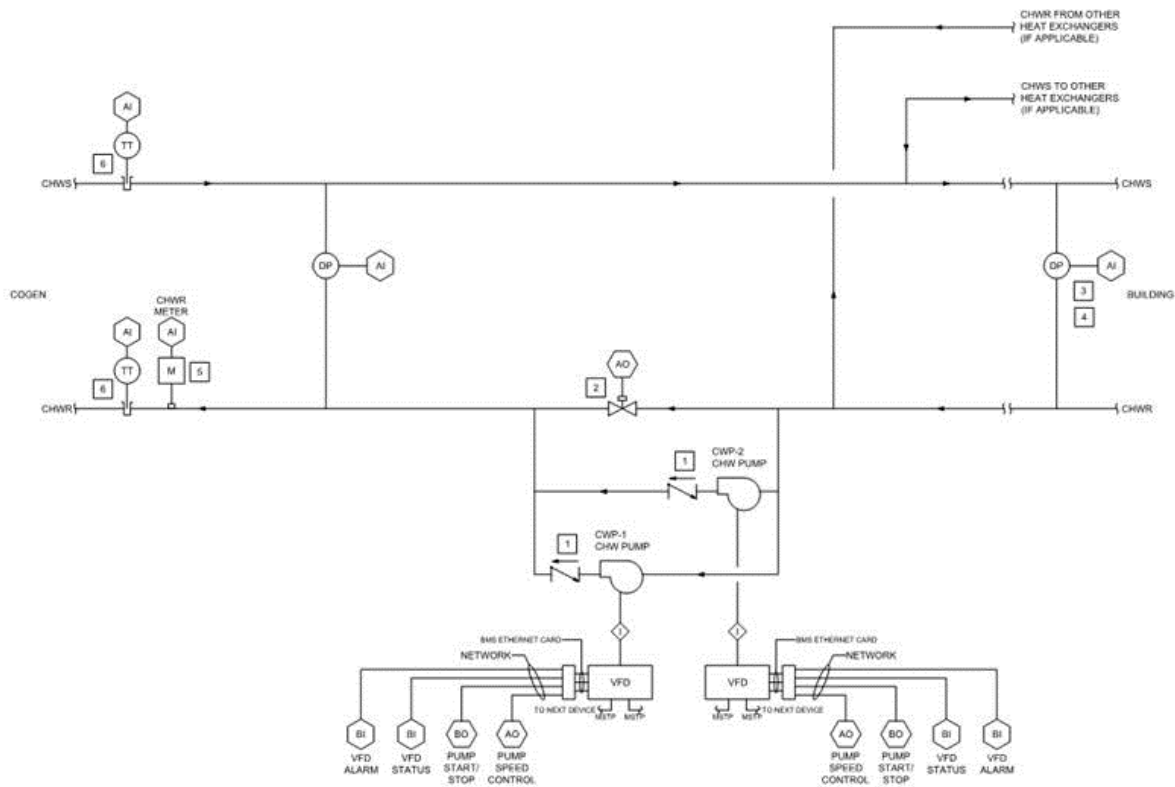 CHWR FROM OTHER
HEAT EXCHANGERS
(IF APPLICABLE)
CHWS TO OTHER
HEAT EXCHANGERS
(IF APPLICABLE)
AI
TT
6
CHWS
CHWS
DP
AI
DP
AI
3
4
COGEN
BUILDING
CHWR
METER
AI
AI
TT
M
5
6
AO
2
CHWR
CHWR
1
CWP-2
CHW PUMP
1
CWP-1
CHW PUMP
I
I
BMS ETHERNET CARD
BMS ETHERNET CARD
NETWORK
NETWORK
VFD
VFD
TO NEXT DEVICE
MSTP
MSTP
MSTP
MSTP
TO NEXT DEVICE
BI
VFD
ALARM
BI
VFD
STATUS
BO
PUMP
START/
STOP
AO
PUMP
SPEED
CONTROL
AO
PUMP
SPEED
CONTROL
BO
PUMP
START/
STOP
BI
VFD
STATUS
BI
VFD
ALARM